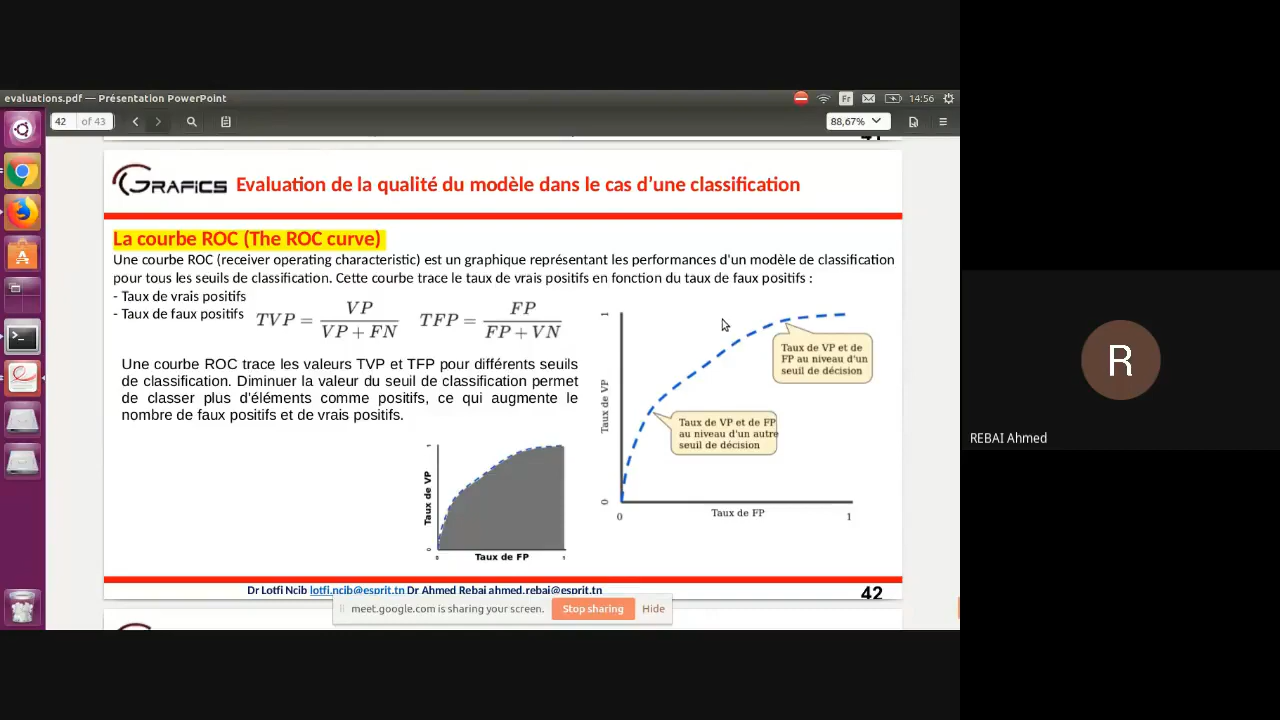 evaluations.pdf — Présentation PowerPoint
Fr
14:56
42 of 43
88,67%
41
GRAFICS
Evaluation de la qualité du modèle dans le cas d'une classification
La courbe ROC (The ROC curve)
Une courbe ROC (receiver operating characteristic) est un graphique représentant les performances d'un modèle de classification
pour tous les seuils de classification. Cette courbe trace le taux de vrais positifs en fonction du taux de faux positifs :
- Taux de vrais positifs
- Taux de faux positifs
TVP = VP / VP + FN
TFP = FP / FP + VN
Une courbe ROC trace les valeurs TVP et TFP pour différents seuils
de classification. Diminuer la valeur du seuil de classification permet
de classer plus d'éléments comme positifs, ce qui augmente le
nombre de faux positifs et de vrais positifs.
1
Taux de VP
0
Taux de FP
0
1
1
Taux de VP
0
Taux de VP et de
FP au niveau d'un
seuil de décision
Taux de VP et de FP
au niveau d'un autre
seuil de décision
0
Taux de FP
1
Dr Lotfi Ncib lotfi.ncib@esprit.tn Dr Ahmed Rebai ahmed.rebai@esprit.tn
42
meet.google.com is sharing your screen.
Stop sharing
Hide
R
REBAI Ahmed